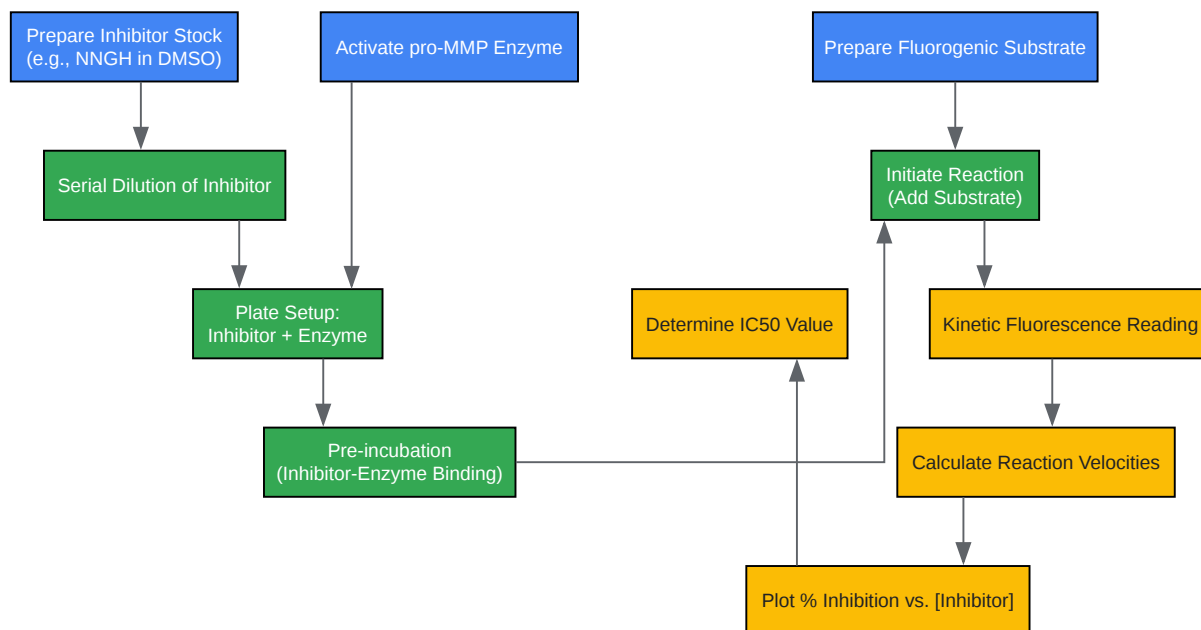 Prepare Inhibitor Stock
(e.g., NNGH in DMSO)
Activate pro-MMP Enzyme
Prepare Fluorogenic Substrate
Serial Dilution of Inhibitor
Initiate Reaction
(Add Substrate)
Plate Setup:
Inhibitor + Enzyme
Determine IC50 Value
Kinetic Fluorescence Reading
Pre-incubation
(Inhibitor-Enzyme Binding)
Calculate Reaction Velocities
Plot % Inhibition vs. [Inhibitor]